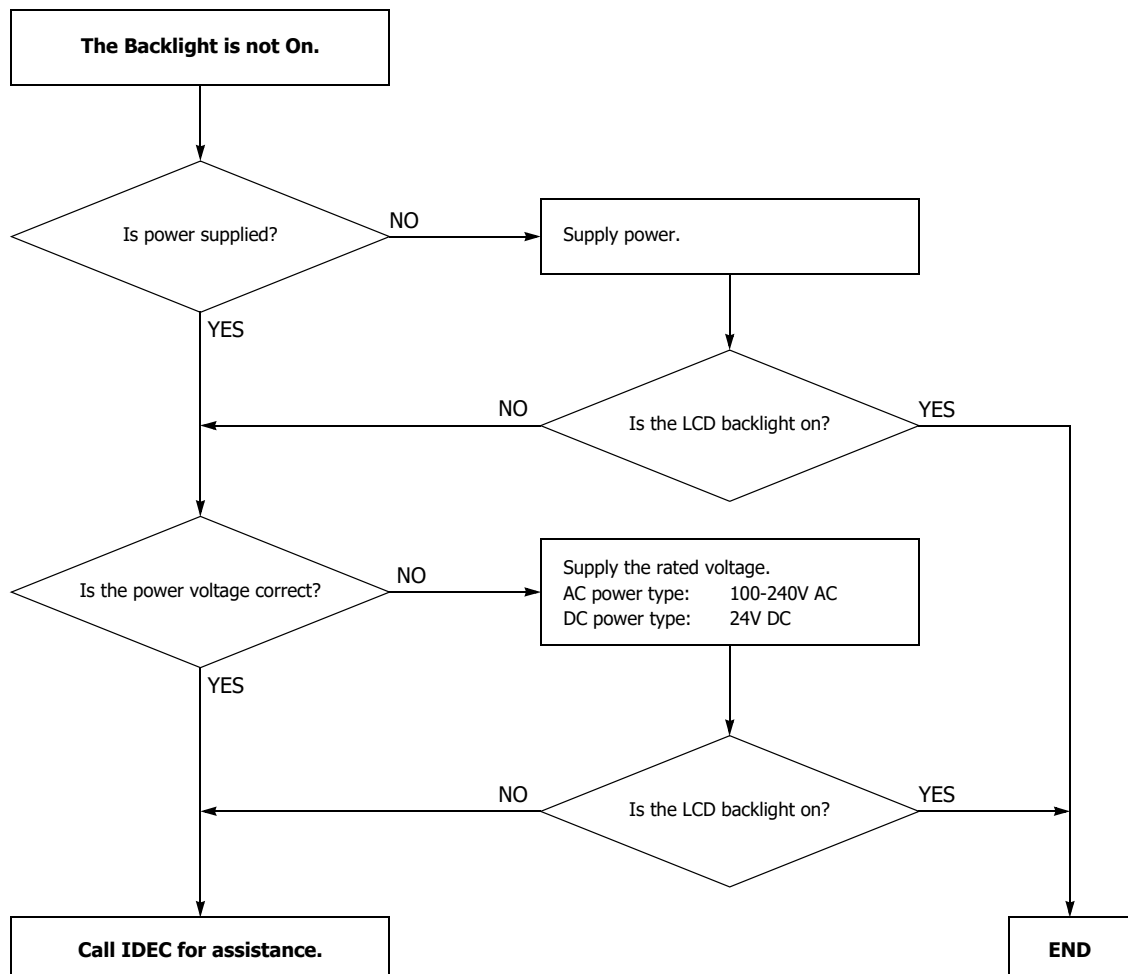 The Backlight is not On.
Is power supplied?
NO
Supply power.
YES
NO
Is the LCD backlight on?
YES
Is the power voltage correct?
NO
Supply the rated voltage.
AC power type: 100-240V AC
DC power type: 24V DC
YES
NO
Is the LCD backlight on?
YES
Call IDEC for assistance.
END